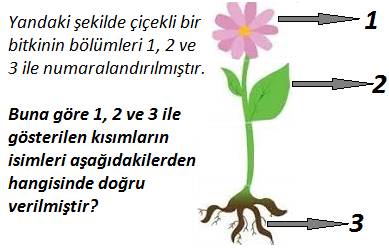 Yandaki şekilde çiçekli bir
bitkinin bölümleri 1, 2 ve
3 ile numaralandırılmıştır.
Buna göre 1, 2 ve 3 ile
gösterilen kısımların
isimleri aşağıdakilerden
hangisinde doğru
verilmiştir?
1
2
3